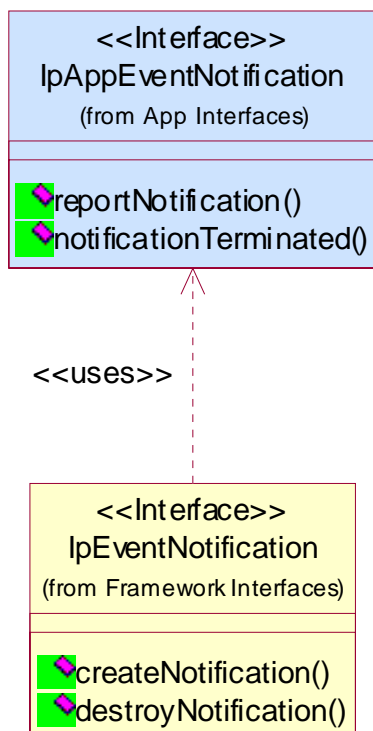 <<Interface>>
IpAppEventNotification
(from App Interfaces)
reportNotification()
notificationTerminated()
<<uses>>
<<Interface>>
IpEventNotification
(from Framework Interfaces)
createNotification()
destroyNotification()